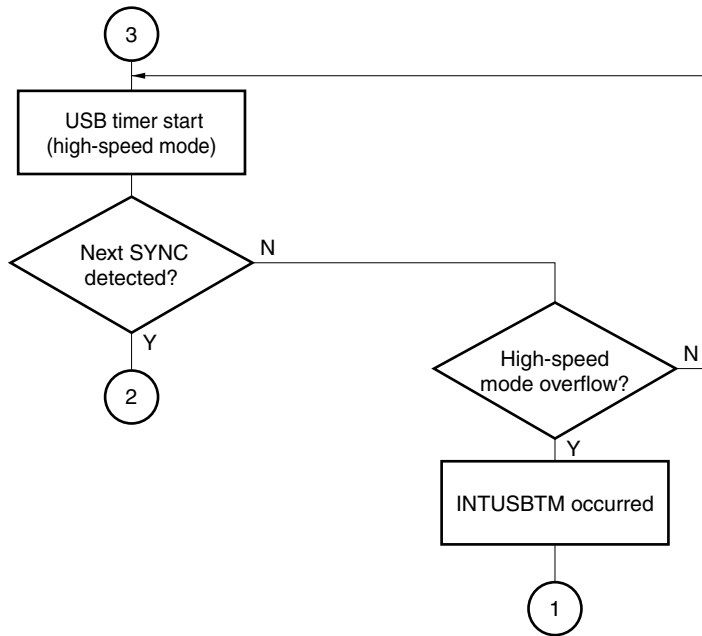 3
USB timer start
(high-speed mode)
Next SYNC
detected?
N
Y
2
High-speed
mode overflow?
N
Y
INTUSBTM occurred
1